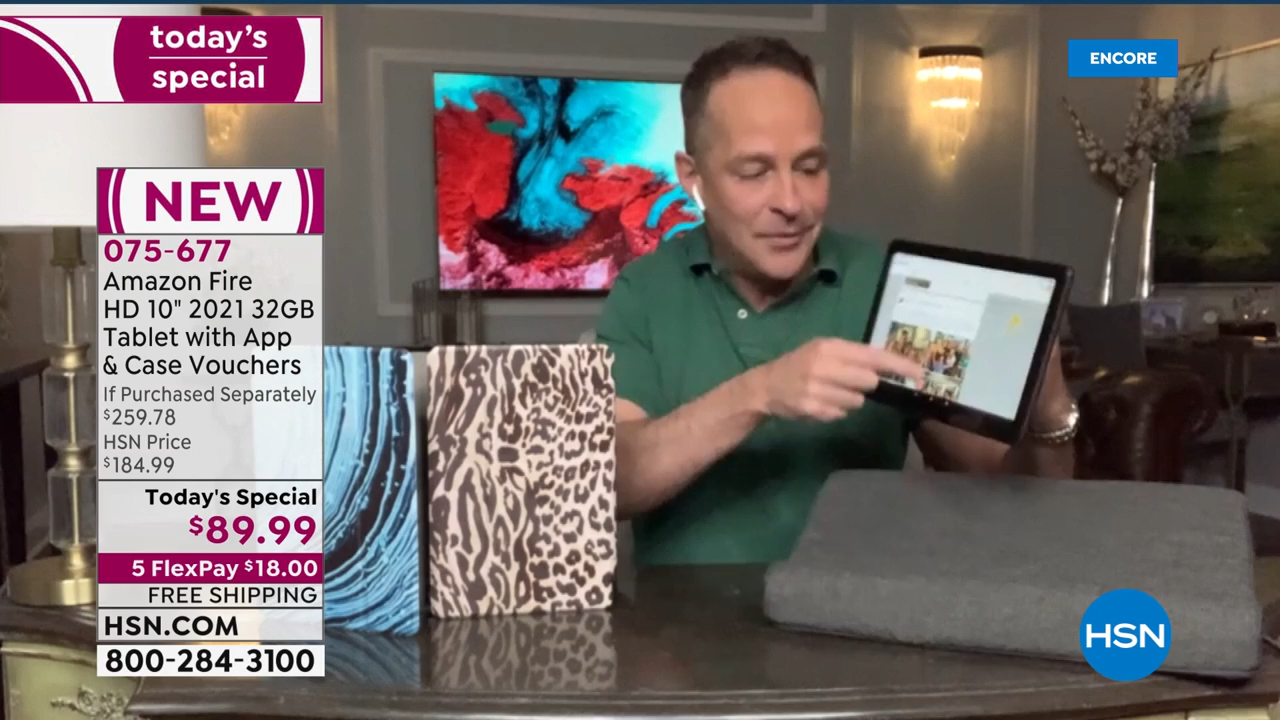 today's
special
ENCORE
NEW
075-677
Amazon Fire
HD 10" 2021 32GB
Tablet with App
& Case Vouchers
If Purchased Separately
$259.78
HSN Price
$184.99
Today's Special
$89.99
5 FlexPay $18.00
FREE SHIPPING
HSN.COM
800-284-3100
HSN